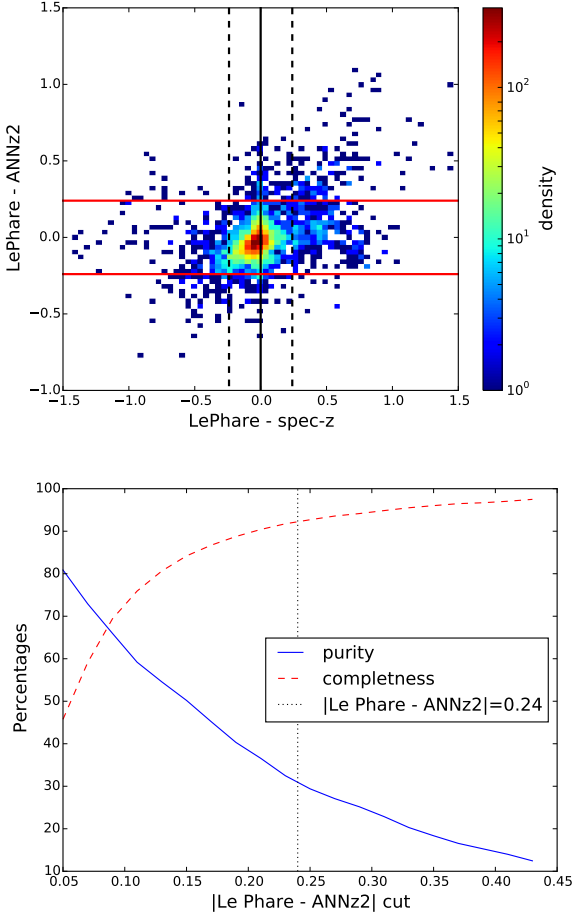 1.5
1.0
0.5
0.0
−0.5
−1.0
LePhare - ANNz2
−1.5 −1.0 −0.5 0.0 0.5 1.0 1.5
LePhare - spec-z
10²
10¹
10⁰
density
100
90
80
70
60
50
40
30
20
10
Percentages
purity
completness
|Le Phare - ANNz2|=0.24
0.05 0.10 0.15 0.20 0.25 0.30 0.35 0.40 0.45
|Le Phare - ANNz2| cut